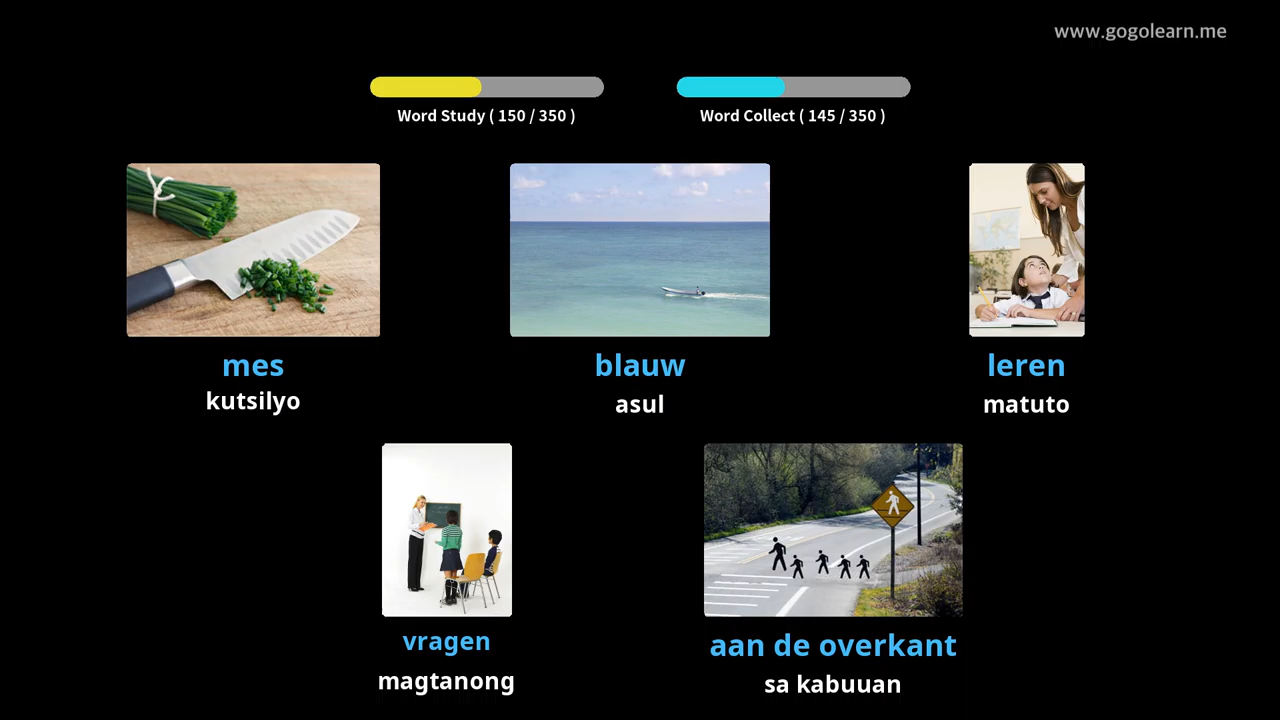 www.gogolearn.me
Word Study ( 150 / 350 )
Word Collect ( 145 / 350 )
mes
kutsilyo
blauw
asul
leren
matuto
vragen
magtanong
aan de overkant
sa kabuuan